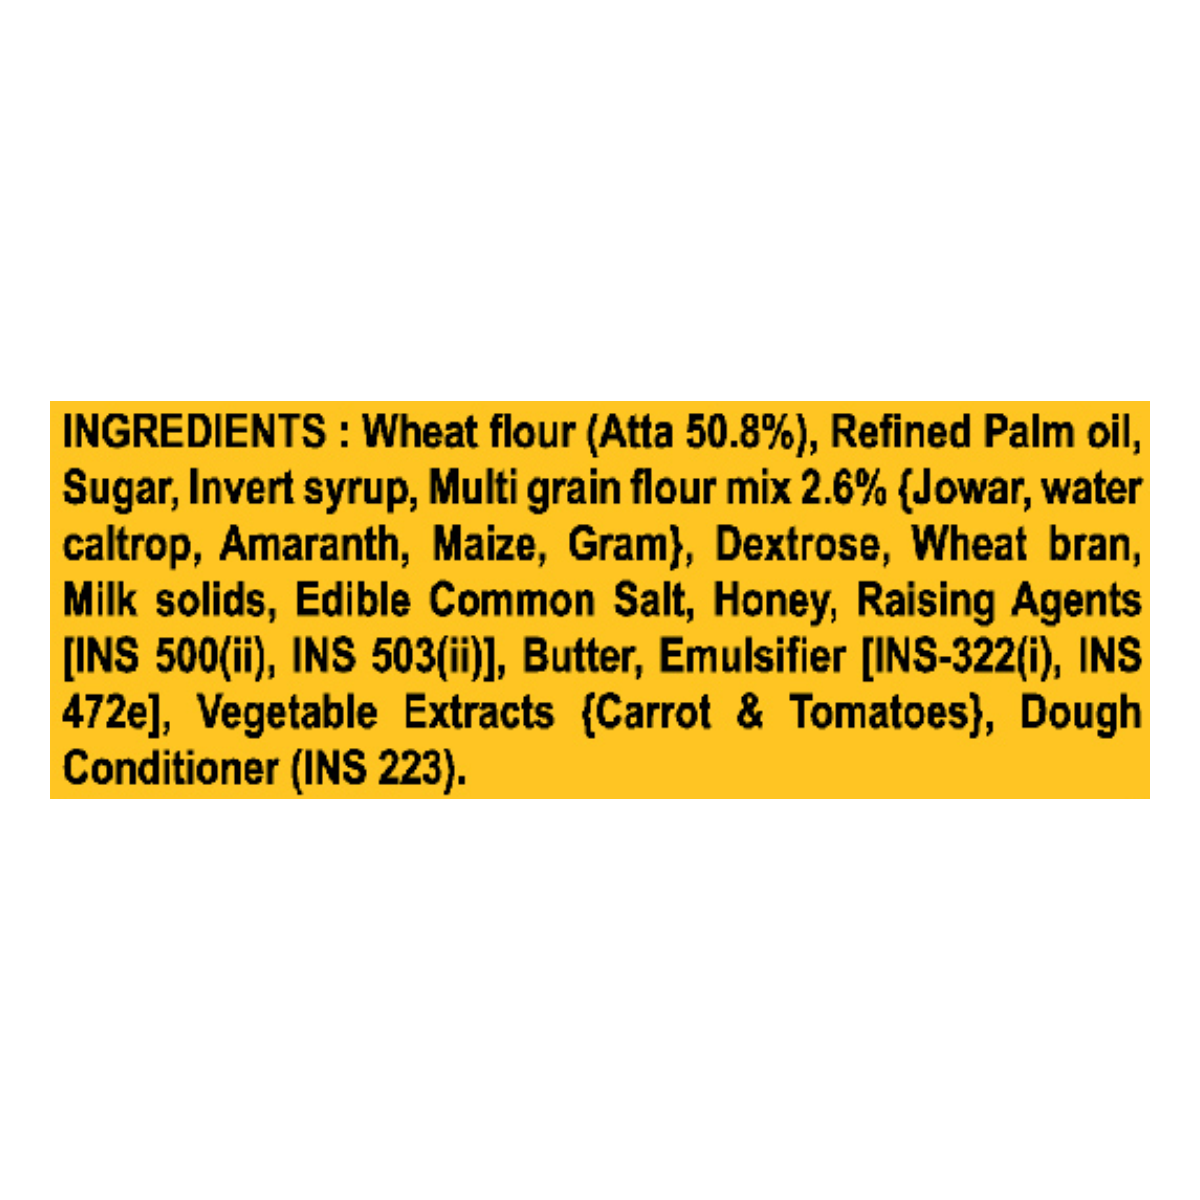 INGREDIENTS : Wheat flour (Atta 50.8%), Refined Palm oil,
Sugar, Invert syrup, Multi grain flour mix 2.6% {Jowar, water
caltrop, Amaranth, Maize, Gram}, Dextrose, Wheat bran,
Milk solids, Edible Common Salt, Honey, Raising Agents
[INS 500(ii), INS 503(ii)], Butter, Emulsifier [INS-322(i), INS
472e], Vegetable Extracts {Carrot & Tomatoes}, Dough
Conditioner (INS 223).